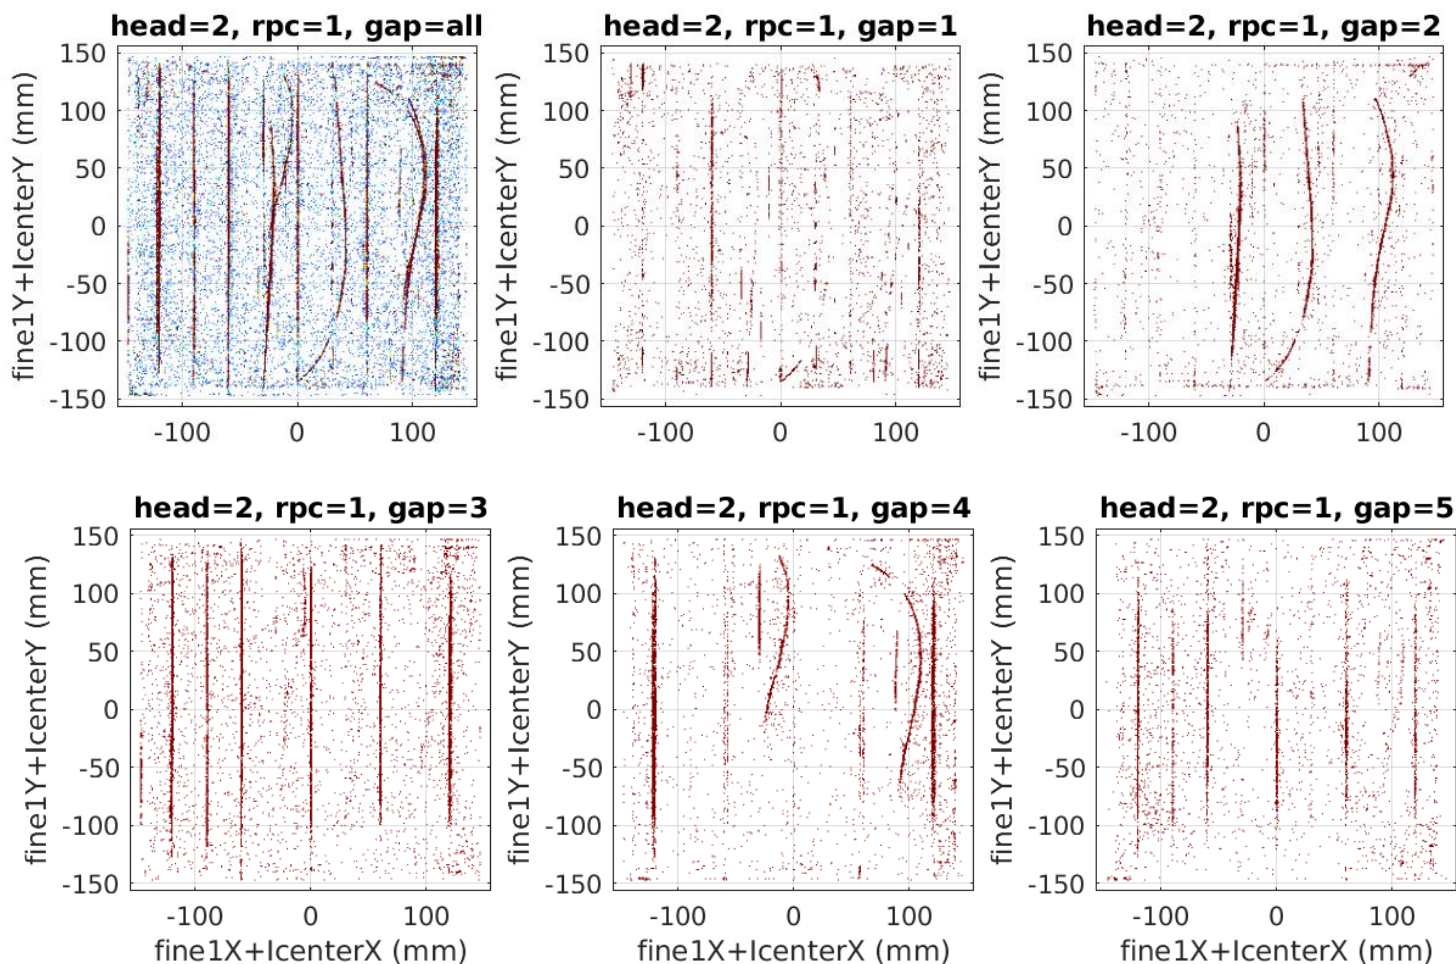 head=2, rpc=1, gap=all
head=2, rpc=1, gap=1
head=2, rpc=1, gap=2
fine1Y+IcenterY (mm)
150
100
50
0
-50
-100
-150
-100 0 100
fine1Y+IcenterY (mm)
150
100
50
0
-50
-100
-150
-100 0 100
fine1Y+IcenterY (mm)
150
100
50
0
-50
-100
-150
-100 0 100
head=2, rpc=1, gap=3
head=2, rpc=1, gap=4
head=2, rpc=1, gap=5
fine1Y+IcenterY (mm)
150
100
50
0
-50
-100
-150
-100 0 100
fine1X+IcenterX (mm)
fine1Y+IcenterY (mm)
150
100
50
0
-50
-100
-150
-100 0 100
fine1X+IcenterX (mm)
fine1Y+IcenterY (mm)
150
100
50
0
-50
-100
-150
-100 0 100
fine1X+IcenterX (mm)